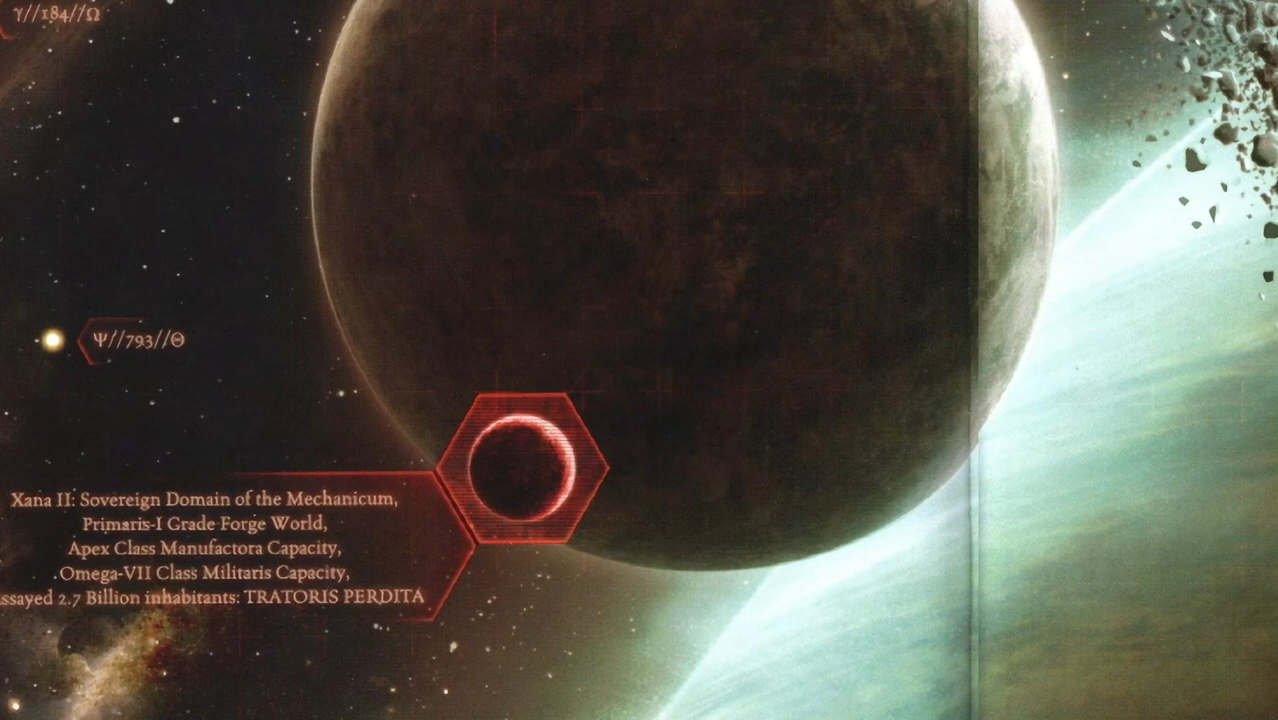 γ//184//Ω
Ψ//793//Θ
Xana II: Sovereign Domain of the Mechanicum,
Primaris-I Grade Forge World,
Apex Class Manufactora Capacity,
Omega-VII Class Militaris Capacity,
ssayed 2.7 Billion inhabitants: TRATORIS PERDITA